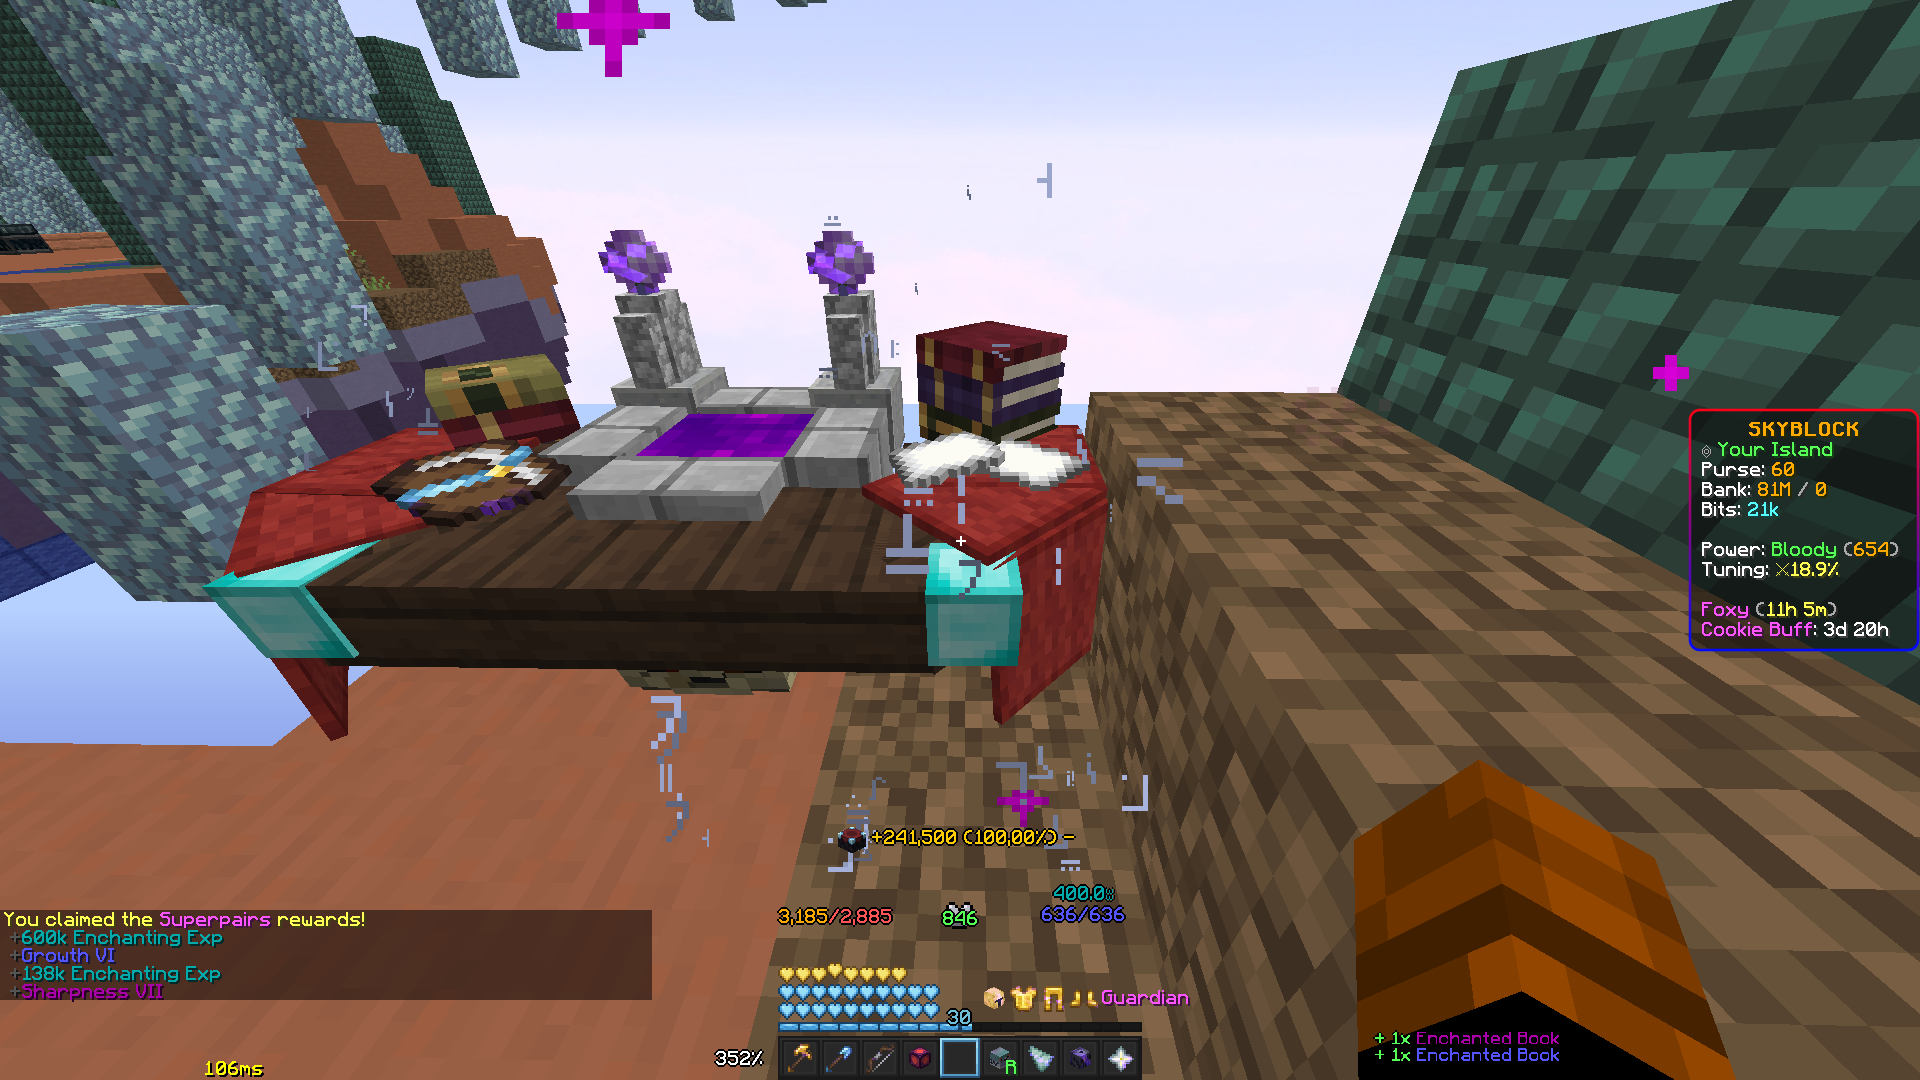 SKYBLOCK
Your Island
Purse: 60
Bank: 81M / 0
Bits: 21k
Power: Bloody (654)
Tuning: 18.9%
Foxy (11h 5m)
Cookie Buff: 3d 20h
+241,500 (100,00%) -
400.0
3,185/2,885
846
636/636
You claimed the Superpairs rewards!
+600k Enchanting Exp
+Growth VI
+138k Enchanting Exp
+Sharpness VII
Guardian
30
352%
R
+ 1x Enchanted Book
+ 1x Enchanted Book
106ms